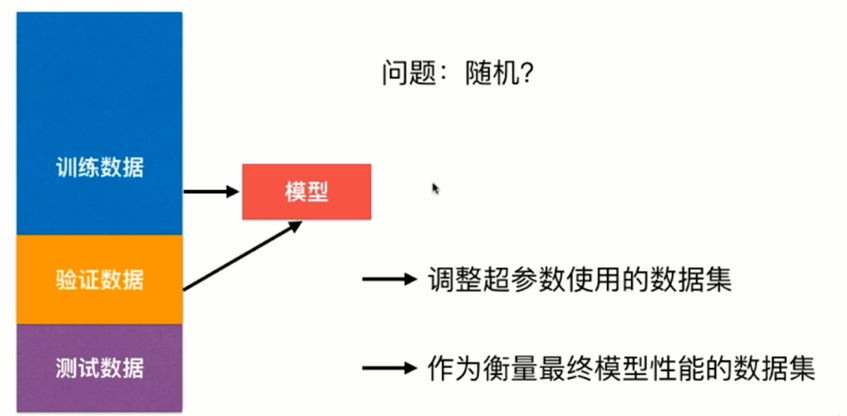 问题：随机？
训练数据
模型
验证数据
调整超参数使用的数据集
测试数据
作为衡量最终模型性能的数据集